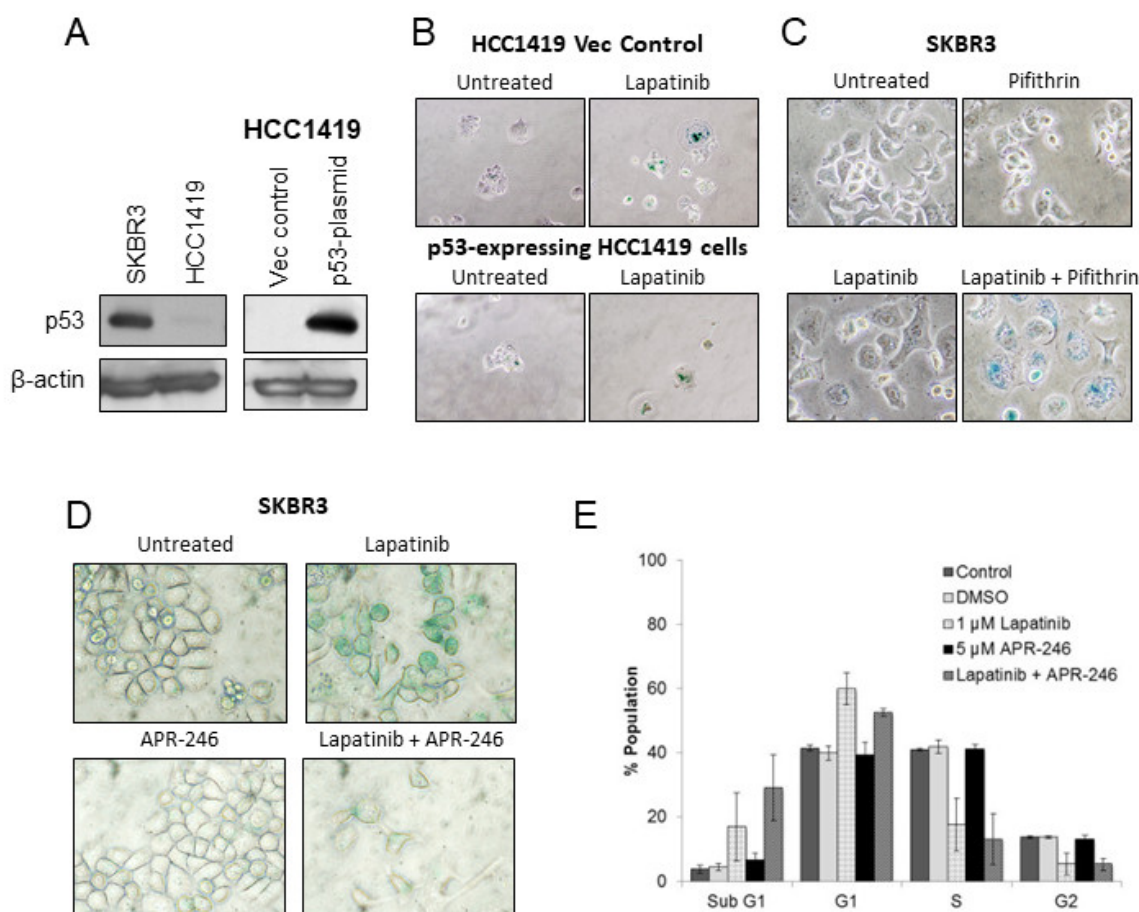 A
HCC1419
SKBR3
HCC1419
Vec control
p53-plasmid
p53
β-actin
B
HCC1419 Vec Control
Untreated
Lapatinib
p53-expressing HCC1419 cells
Untreated
Lapatinib
C
SKBR3
Untreated
Pifithrin
Lapatinib
Lapatinib + Pifithrin
D
SKBR3
Untreated
Lapatinib
APR-246
Lapatinib + APR-246
E
% Population
100
80
60
40
20
0
Control
DMSO
1 µM Lapatinib
5 µM APR-246
Lapatinib + APR-246
Sub G1
G1
S
G2